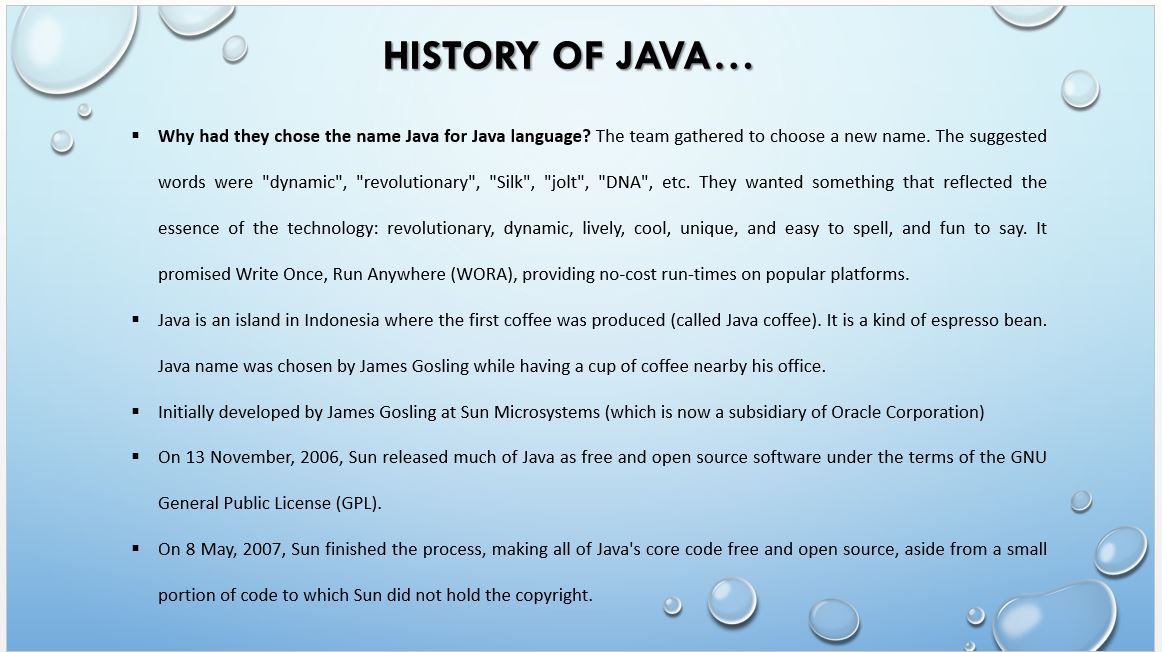 HISTORY OF JAVA...
▪ Why had they chose the name Java for Java language? The team gathered to choose a new name. The suggested
words were "dynamic", "revolutionary", "Silk", "jolt", "DNA", etc. They wanted something that reflected the
essence of the technology: revolutionary, dynamic, lively, cool, unique, and easy to spell, and fun to say. It
promised Write Once, Run Anywhere (WORA), providing no-cost run-times on popular platforms.
▪ Java is an island in Indonesia where the first coffee was produced (called Java coffee). It is a kind of espresso bean.
Java name was chosen by James Gosling while having a cup of coffee nearby his office.
▪ Initially developed by James Gosling at Sun Microsystems (which is now a subsidiary of Oracle Corporation)
▪ On 13 November, 2006, Sun released much of Java as free and open source software under the terms of the GNU
General Public License (GPL).
▪ On 8 May, 2007, Sun finished the process, making all of Java's core code free and open source, aside from a small
portion of code to which Sun did not hold the copyright.